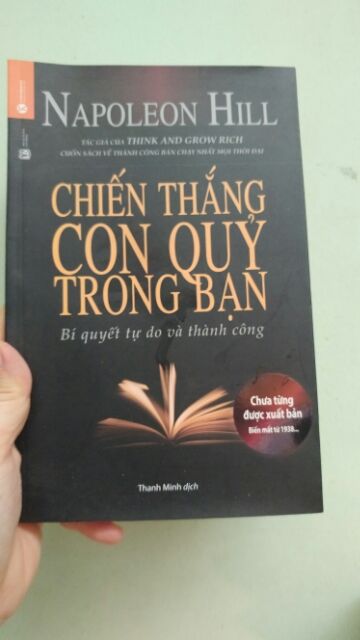 NAPOLEON HILL
TÁC GIẢ CỦA THINK AND GROW RICH
CUỐN SÁCH VỀ THÀNH CÔNG BÁN CHẠY NHẤT MỌI THỜI ĐẠI
CHIẾN THẮNG
CON QUỶ
TRONG BẠN
Bí quyết tự do và thành công
Chưa từng
được xuất bản
Biến mất từ 1938...
Thanh Minh dịch